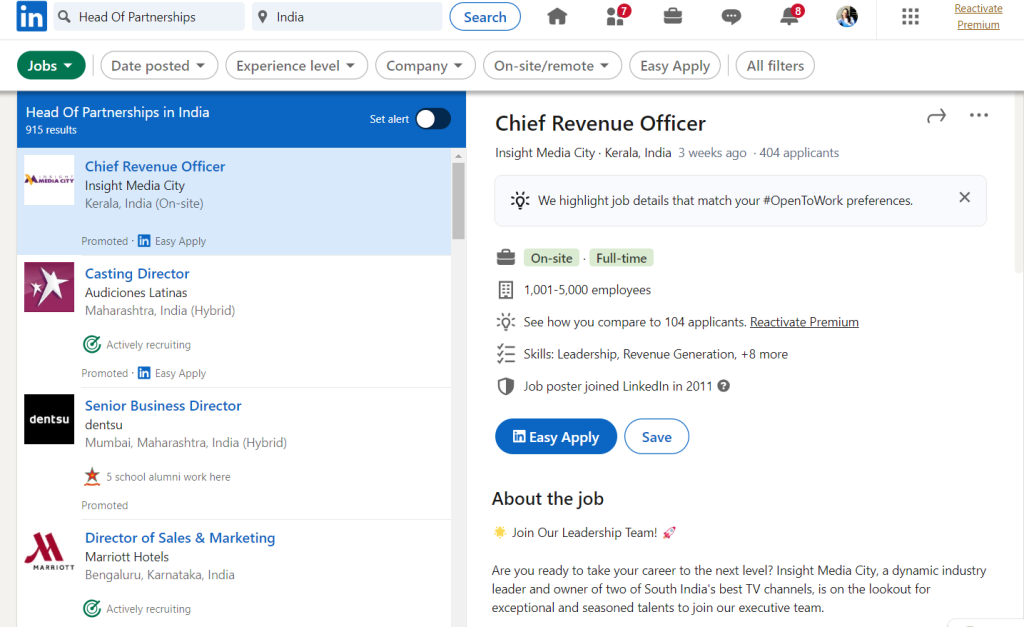 in
Head Of Partnerships
India
Search
7
8
Reactivate
Premium
Jobs
Date posted
Experience level
Company
On-site/remote
Easy Apply
All filters
Head Of Partnerships in India
915 results
Set alert
INSIGHT
MEDIA CITY
Chief Revenue Officer
Insight Media City
Kerala, India (On-site)
Promoted · in Easy Apply
Casting Director
Audiciones Latinas
Maharashtra, India (Hybrid)
Actively recruiting
Promoted · in Easy Apply
dentsu
Senior Business Director
dentsu
Mumbai, Maharashtra, India (Hybrid)
5 school alumni work here
Promoted
MARRIOTT
Director of Sales & Marketing
Marriott Hotels
Bengaluru, Karnataka, India
Actively recruiting
Chief Revenue Officer
Insight Media City · Kerala, India 3 weeks ago · 404 applicants
We highlight job details that match your #OpenToWork preferences.
On-site · Full-time
1,001-5,000 employees
See how you compare to 104 applicants. Reactivate Premium
Skills: Leadership, Revenue Generation, +8 more
Job poster joined LinkedIn in 2011 ?
in Easy Apply
Save
About the job
🌟 Join Our Leadership Team! 🚀
Are you ready to take your career to the next level? Insight Media City, a dynamic industry
leader and owner of two of South India's best TV channels, is on the lookout for
exceptional and seasoned talents to join our executive team.